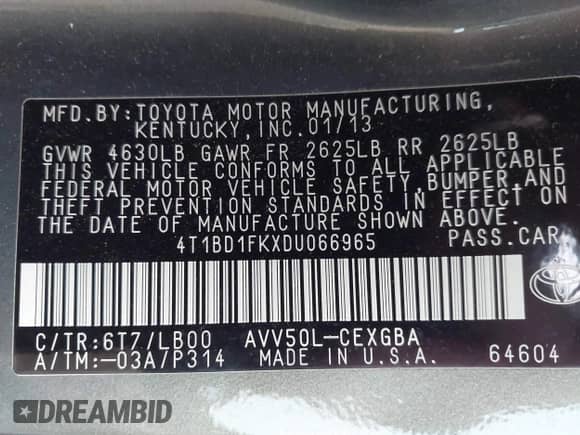 MFD.BY:TOYOTA MOTOR MANUFACTURING,
KENTUCKY,INC.01/13
GVWR 4630LB GAWR FR 2625LB RR 2625LB
THIS VEHICLE CONFORMS TO ALL APPLICABLE
FEDERAL MOTOR VEHICLE SAFETY,BUMPER,AND
THEFT PREVENTION STANDARDS IN EFFECT ON
THE DATE OF MANUFACTURE SHOWN ABOVE.
4T1BD1FKXDU066965 PASS.CAR
C/TR:6T7/LB00 AVV50L-CEXGBA
A/TM:-03A/P314 MADE IN U.S.A. 64604
DREAMBID